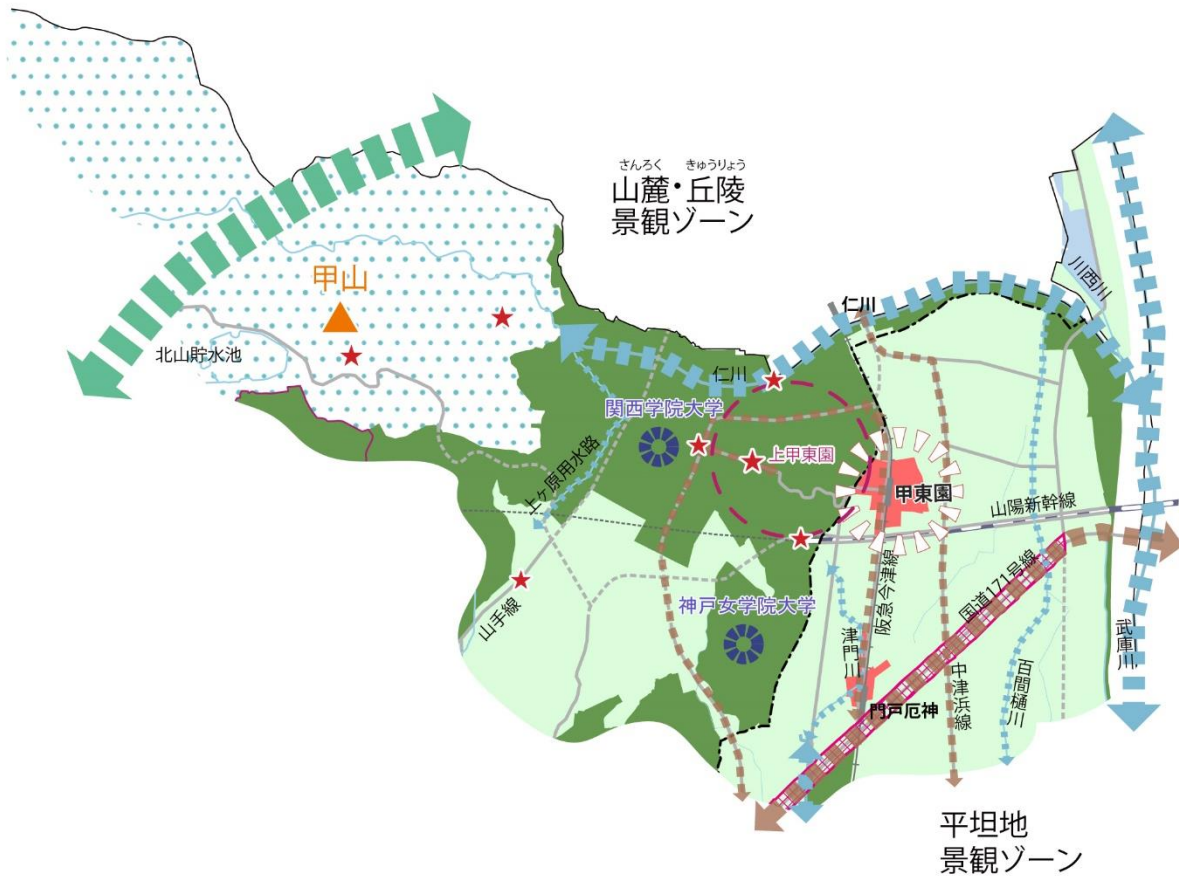 さんろく きゅうりょう
山麓・丘陵
景観ゾーン
甲山
北山貯水池
仁川
川西川
仁川
関西学院大学
上甲東園
甲東園
上ヶ原用水路
山陽新幹線
山手線
神戸女学院大学
阪急今津線
国道171号線
津門川
門戸厄神
中津浜線
百間樋川
武庫川
平坦地
景観ゾーン